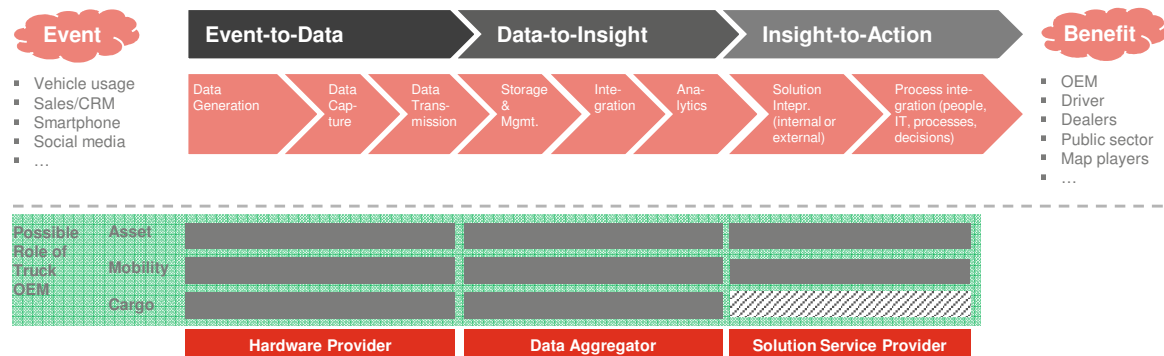 Event
Event-to-Data
Data-to-Insight
Insight-to-Action
Benefit
▪ Vehicle usage
▪ Sales/CRM
▪ Smartphone
▪ Social media
▪ …
Data
Generation
Data
Cap-
ture
Data
Trans-
mission
Storage
&
Mgmt.
Inte-
gration
Ana-
lytics
Solution
Intepr.
(internal or
external)
Process inte-
gration (people,
IT, processes,
decisions)
▪ OEM
▪ Driver
▪ Dealers
▪ Public sector
▪ Map players
▪ …
Possible
Role of
Truck
OEM
Asset
Mobility
Cargo
Hardware Provider
Data Aggregator
Solution Service Provider